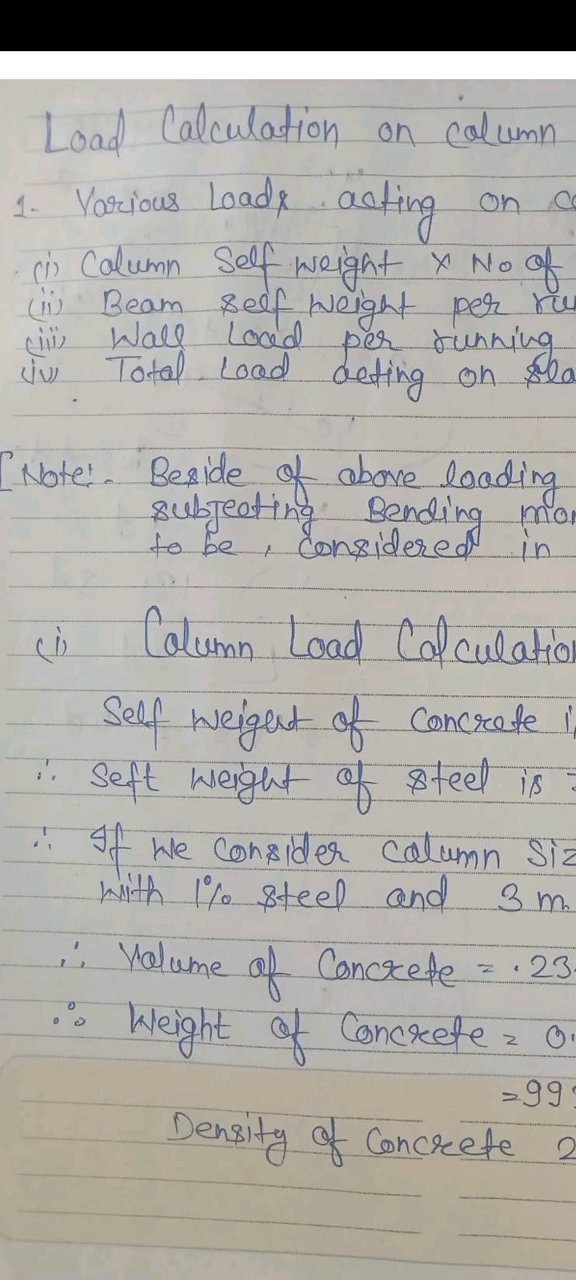 Load Calculation on column
1. Various Loads acting on
(i) Column Self weight x No of
(ii) Beam self weight per
(iii) Wall Load per running
(iv) Total Load acting on
[Note:- Beside of above loading
subjecting Bending
to be, considered in
(i) Column Load Calculation
Self weight of Concrete
∴ Seft weight of steel is
∴ If we consider column
with 1% steel and 3 m
∴ Volume of Concrete = .23
∴ Weight of Concrete = 0.
Density of Concrete 2